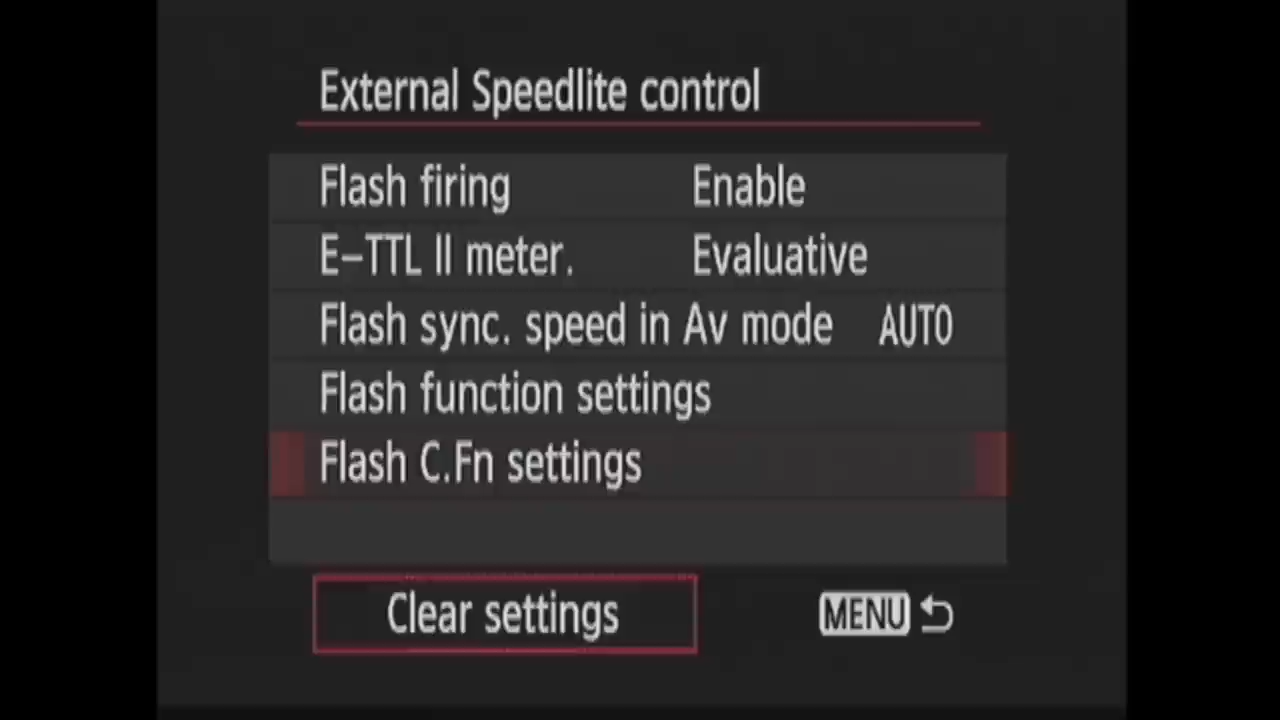 External Speedlite control
Flash firing Enable
E–TTL II meter. Evaluative
Flash sync. speed in Av mode AUTO
Flash function settings
Flash C.Fn settings
Clear settings MENU